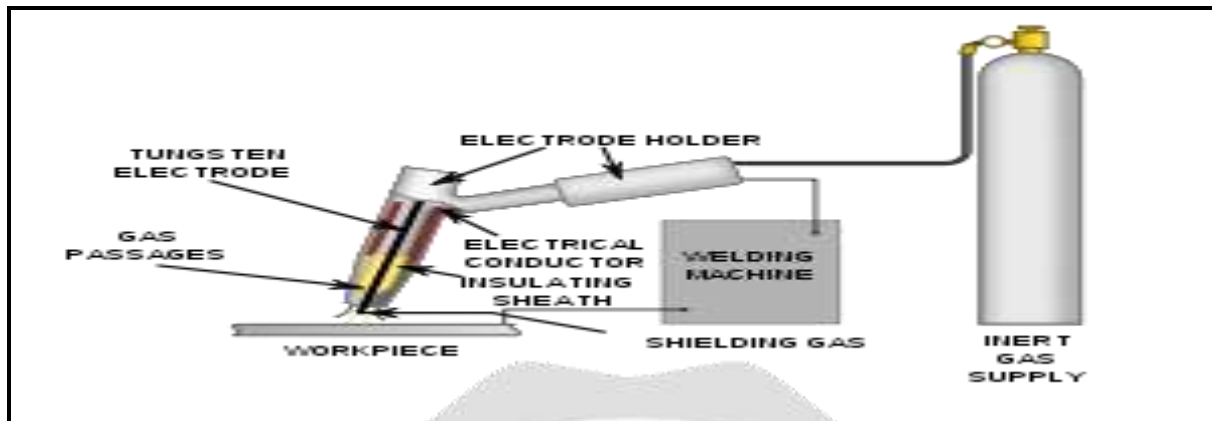 ELECTRODE HOLDER
TUNGSTEN
ELECTRODE
GAS
PASSAGES
ELECTRICAL
CONDUCTOR
INSULATING
SHEATH
WELDING
MACHINE
WORKPIECE
SHIELDING GAS
INERT
GAS
SUPPLY